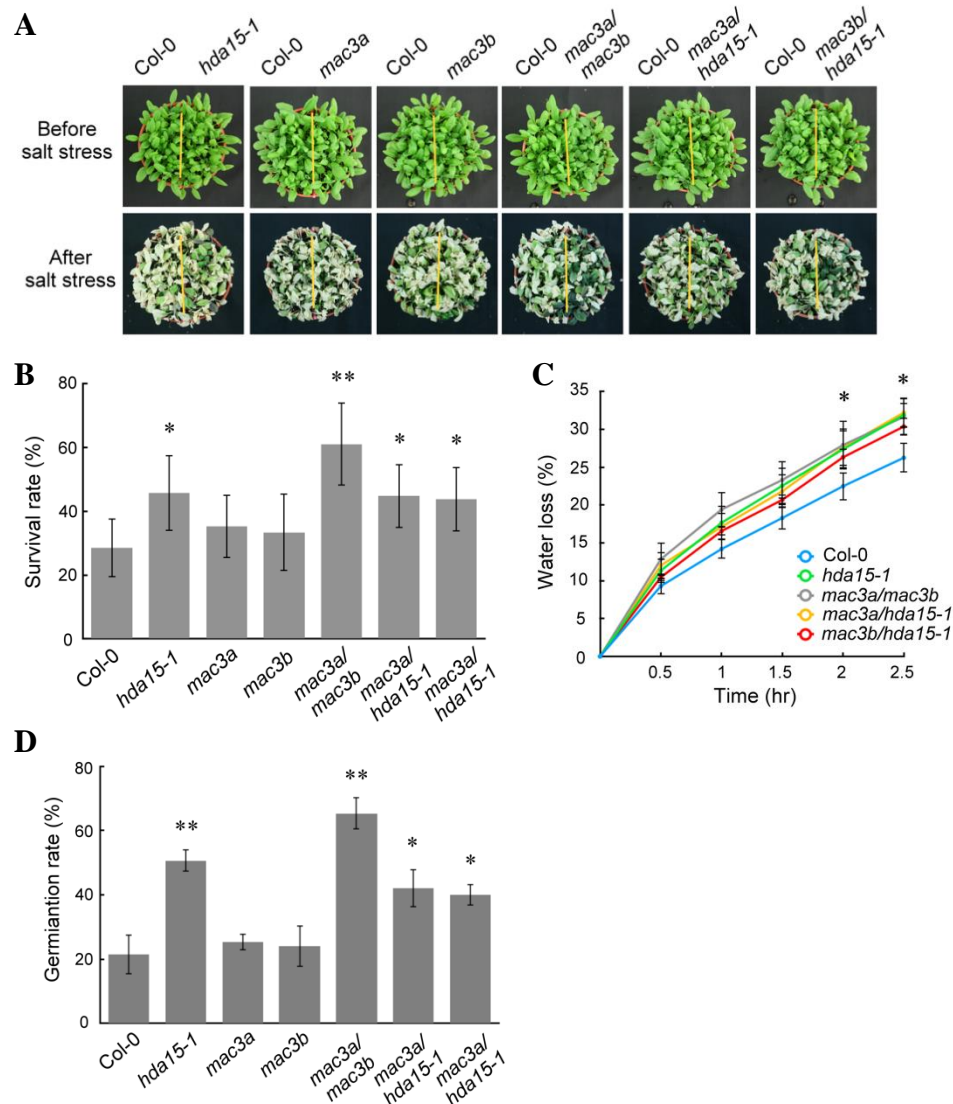 A
Col-0 hda15-1 Col-0 mac3a Col-0 mac3b Col-0 mac3a/ mac3b Col-0 mac3a/ hda15-1 Col-0 mac3b/ hda15-1
Before
salt stress
After
salt stress
B
80
60
40
20
0
Survival rate (%)
* ** * *
Col-0 hda15-1 mac3a mac3b mac3a/ mac3b mac3a/ hda15-1 mac3a/ hda15-1
C
35
30
25
20
15
10
5
0
Water loss (%)
* *
Col-0
hda15-1
mac3a/mac3b
mac3a/hda15-1
mac3b/hda15-1
0.5 1 1.5 2 2.5
Time (hr)
D
80
60
40
20
0
Germiantion rate (%)
** ** * *
Col-0 hda15-1 mac3a mac3b mac3a/ mac3b mac3a/ hda15-1 mac3a/ hda15-1